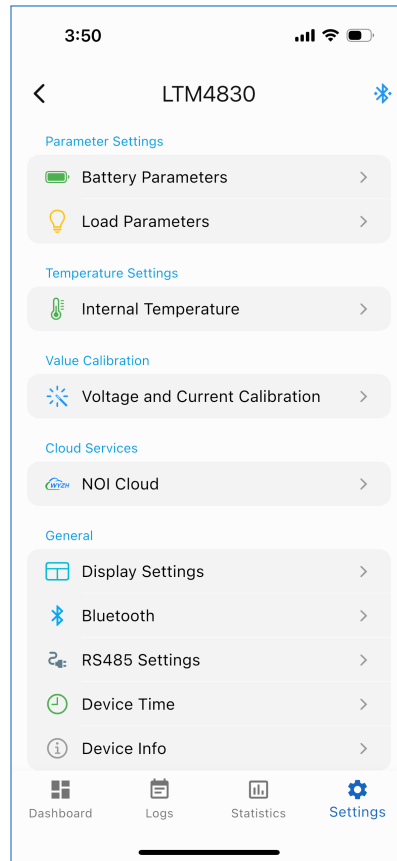 3:50
LTM4830
Parameter Settings
Battery Parameters
Load Parameters
Temperature Settings
Internal Temperature
Value Calibration
Voltage and Current Calibration
Cloud Services
WYZH NOI Cloud
General
Display Settings
Bluetooth
RS485 Settings
Device Time
Device Info
Dashboard Logs Statistics Settings